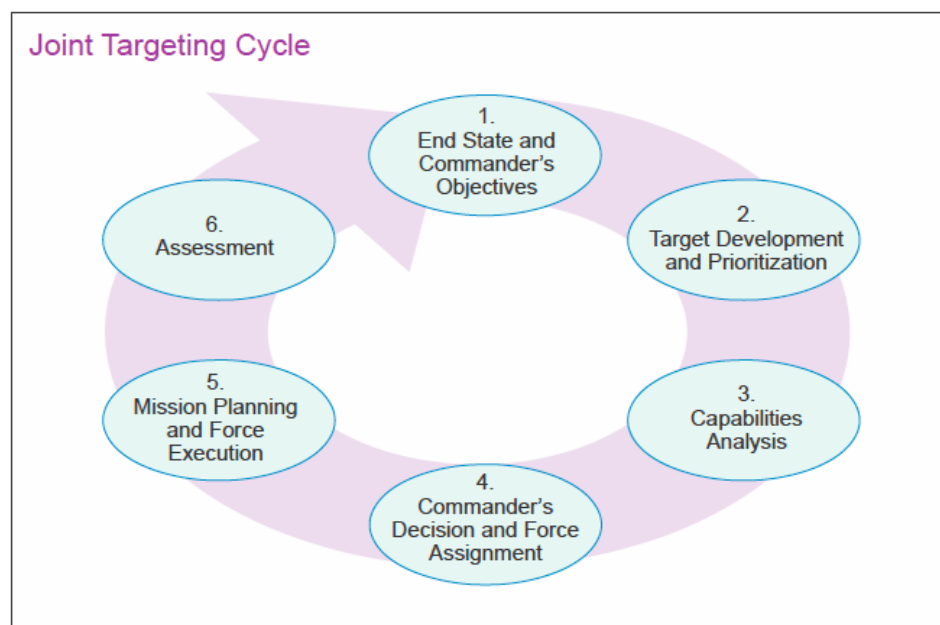 Joint Targeting Cycle
1.
End State and
Commander's
Objectives
2.
Target Development
and Prioritization
3.
Capabilities
Analysis
4.
Commander's
Decision and Force
Assignment
5.
Mission Planning
and Force
Execution
6.
Assessment